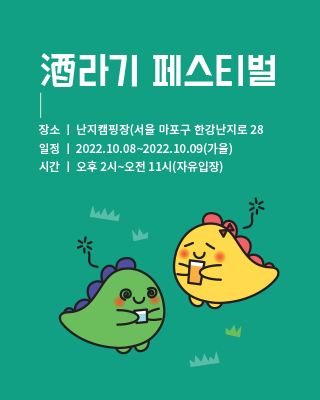 酒라기 페스티벌
장소 ㅣ 난지캠핑장(서울 마포구 한강난지로 28
일정 ㅣ 2022.10.08~2022.10.09(가을)
시간 ㅣ 오후 2시~오전 11시(자유입장)